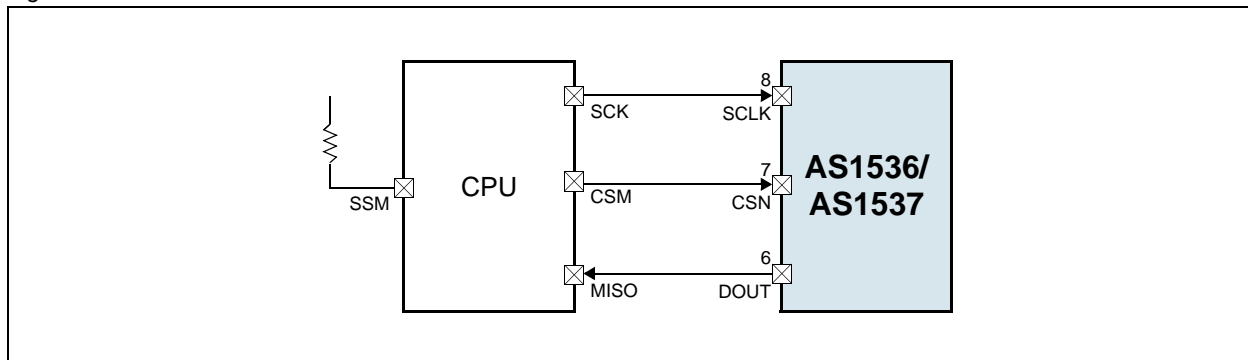 8
SCK
SCLK
CPU
AS1536/
AS1537
7
SSM
CSM
CSN
6
MISO
DOUT